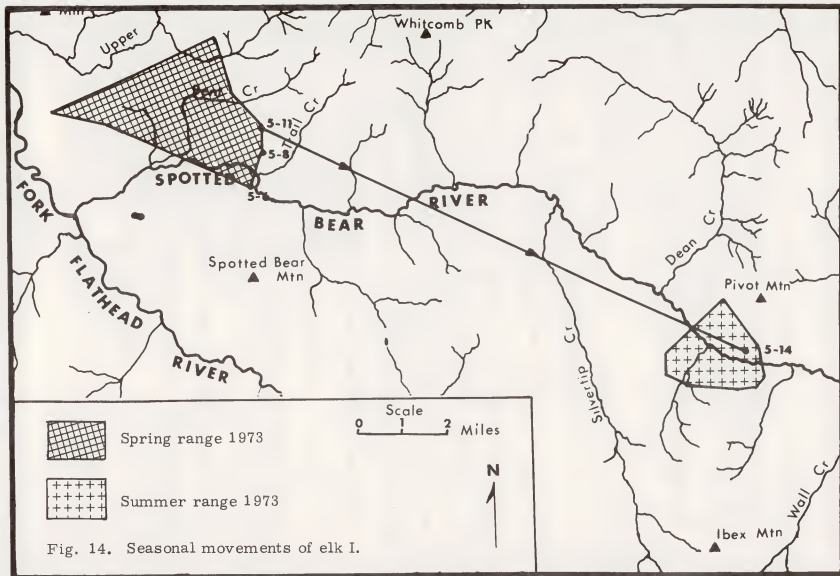 Mtn
Upper
Y
Whitcomb PK
Cr
Trail Cr
5-11
5-8
SPOTTED
BEAR
RIVER
FORK
FLATHEAD
RIVER
Spotted Bear
Mtn
Dean Cr
Pivot Mtn
5-14
Silvertip Cr
Wall Cr
Ibex Mtn
Scale
0 1 2 Miles
N
Spring range 1973
Summer range 1973
Fig. 14. Seasonal movements of elk I.